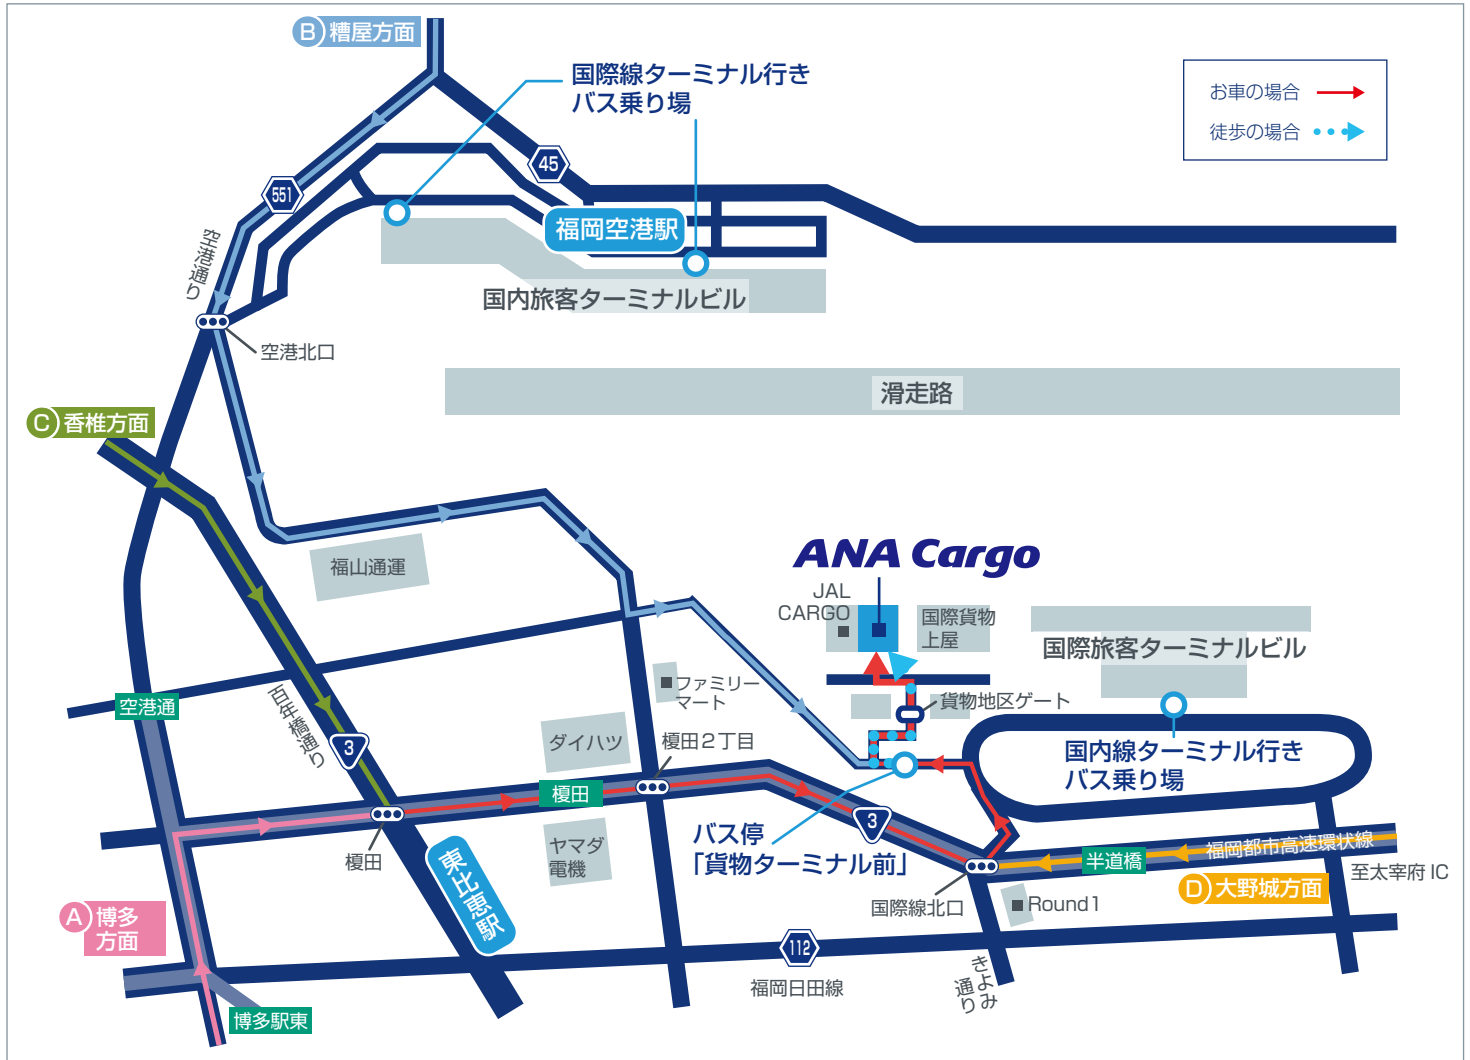 B 糟屋方面
国際線ターミナル行き
バス乗り場
お車の場合
徒歩の場合
45
551
福岡空港駅
空港通り
国内旅客ターミナルビル
空港北口
滑走路
C 香椎方面
福山通運
ANA Cargo
JAL
CARGO
国際貨物
上屋
国際旅客ターミナルビル
ファミリー
マート
貨物地区ゲート
空港通
百年橋通り
3
ダイハツ
榎田2丁目
国内線ターミナル行き
バス乗り場
榎田
3
バス停
「貨物ターミナル前」
福岡都市高速環状線
半道橋
至太宰府 IC
榎田
ヤマダ
電機
東比恵駅
D 大野城方面
国際線北口
Round1
A 博多
方面
112
福岡日田線
きよみ
通り
博多駅東